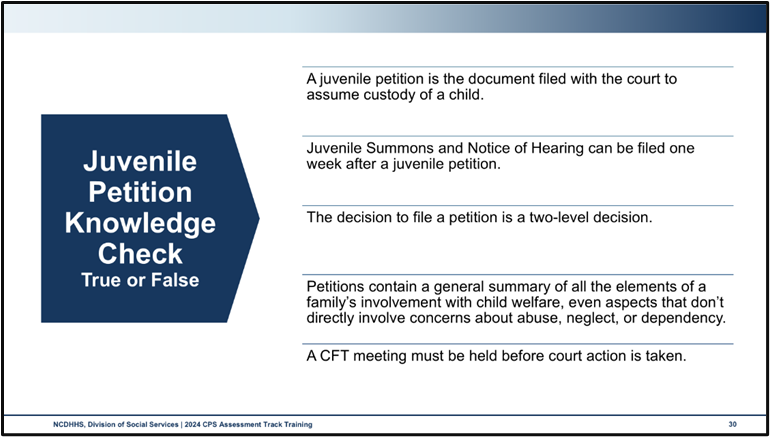 Juvenile
Petition
Knowledge
Check
True or False
A juvenile petition is the document filed with the court to
assume custody of a child.
Juvenile Summons and Notice of Hearing can be filed one
week after a juvenile petition.
The decision to file a petition is a two-level decision.
Petitions contain a general summary of all the elements of a
family’s involvement with child welfare, even aspects that don’t
directly involve concerns about abuse, neglect, or dependency.
A CFT meeting must be held before court action is taken.
NCDHHS, Division of Social Services | 2024 CPS Assessment Track Training
30